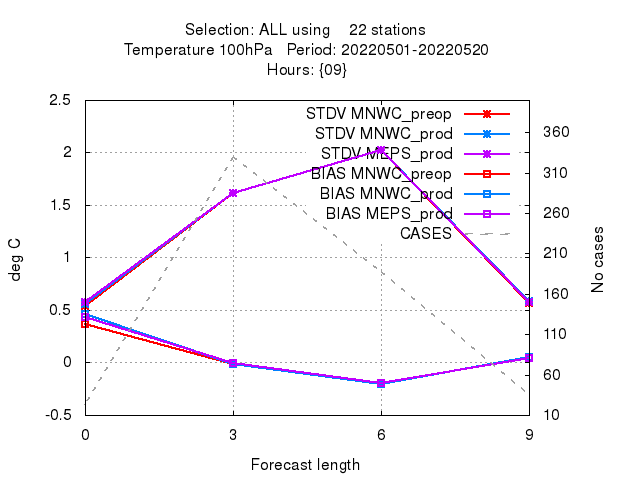 Selection: ALL using 22 stations
Temperature 100hPa Period: 20220501-20220520
Hours: {09}
STDV MNWC_preop
STDV MNWC_prod
STDV MEPS_prod
BIAS MNWC_preop
BIAS MNWC_prod
BIAS MEPS_prod
CASES
2.5
2
1.5
1
0.5
0
-0.5
deg C
360
310
260
210
160
110
60
10
No cases
0 3 6 9
Forecast length